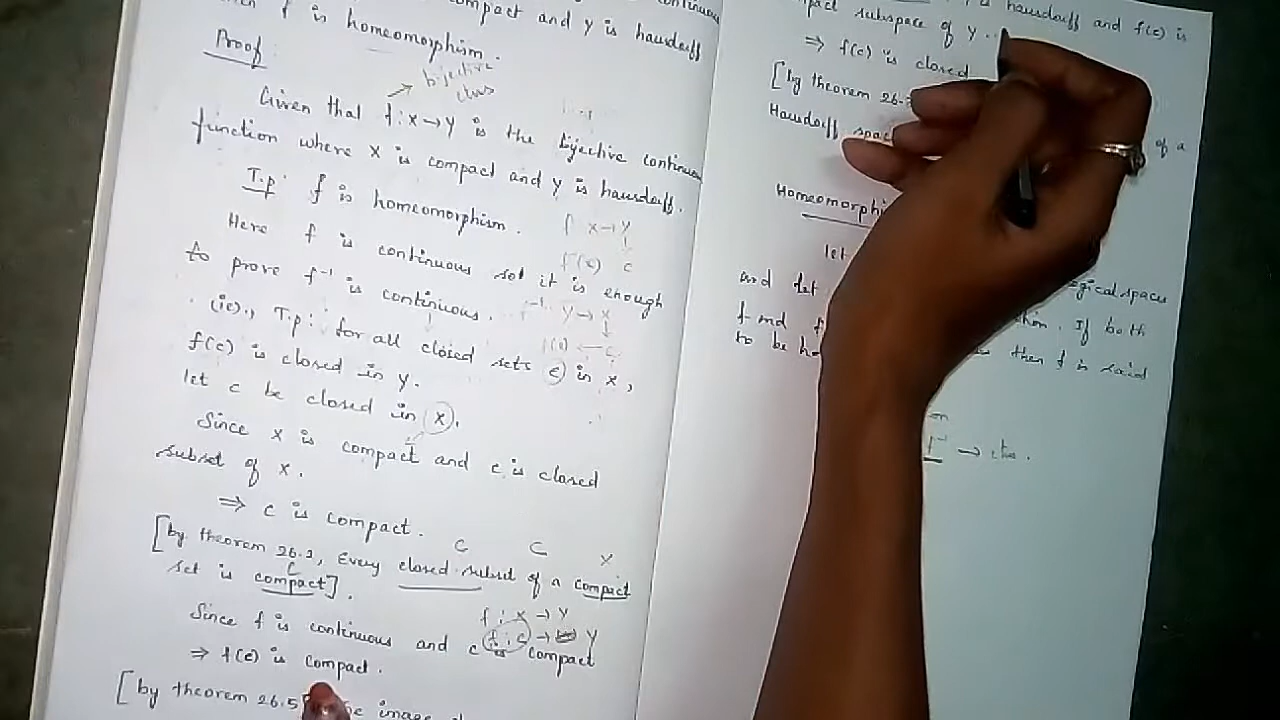 compact and y is hausdorff
f is homeomorphism.
Proof:
bijective
ctus
Given that f: x → y is the bijective continuous
function where x is compact and y is hausdorff.
T.p: f is homeomorphism.
f x → y
Here f is continuous so it is enough
f⁻¹(c) c
to prove f⁻¹ is continuous.
f⁻¹ y → x
(ie)., T.p: for all closed sets c in x,
f(c) ← c
f(c) is closed in y.
let c be closed in x.
Since x is compact and c is closed
subset of x.
⇒ c is compact.
c c x
[by theorem 26.2, Every closed subset of a compact
c
set is compact].
f: x → y
Since f is continuous and c is compact
f: c → y
⇒ f(c) is compact.
[by theorem 26.5 image
is hausdorff and f(c) is
subspace of y.
⇒ f(c) is closed
[by theorem 26.
Hausdorff of a
let
and let
f and f If both
to be then f is said
f⁻¹ → ctus.